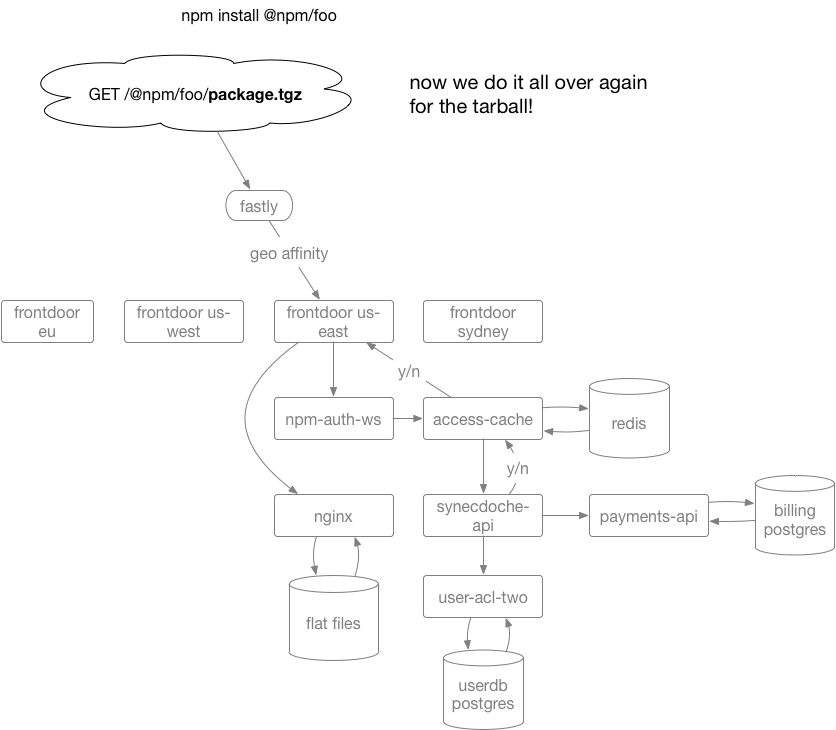 npm install @npm/foo
GET /@npm/foo/package.tgz
now we do it all over again
for the tarball!
fastly
geo affinity
frontdoor
eu
frontdoor us-
west
frontdoor us-
east
frontdoor
sydney
y/n
npm-auth-ws
access-cache
redis
y/n
nginx
synecdoche-
api
payments-api
billing
postgres
flat files
user-acl-two
userdb
postgres